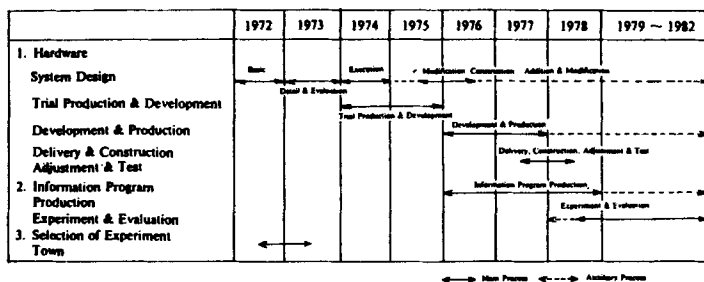 1972 1973 1974 1975 1976 1977 1978 1979 ~ 1982
1. Hardware
System Design
Basic
Execution
Modification Construction
Addition & Modification
Detail & Evaluation
Trial Production & Development
Trial Production & Development
Development & Production
Development & Production
Delivery & Construction
Adjustment & Test
Delivery, Construction, Adjustment & Test
2. Information Program
Production
Information Program Production
Experiment & Evaluation
Experiment & Evaluation
3. Selection of Experiment
Town
Main Process
Auxiliary Process